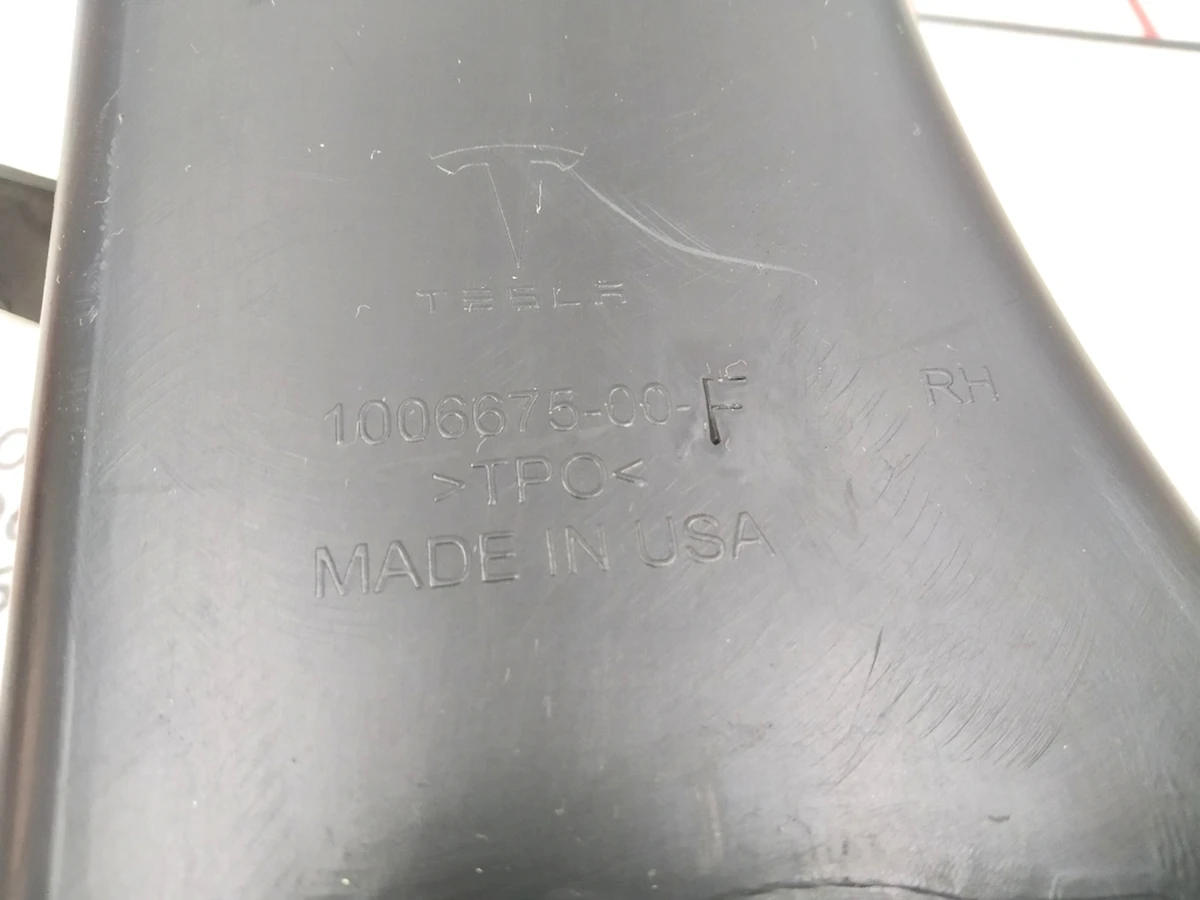 TESLA
1006675-00-F
RH
>TPO<
MADE IN USA